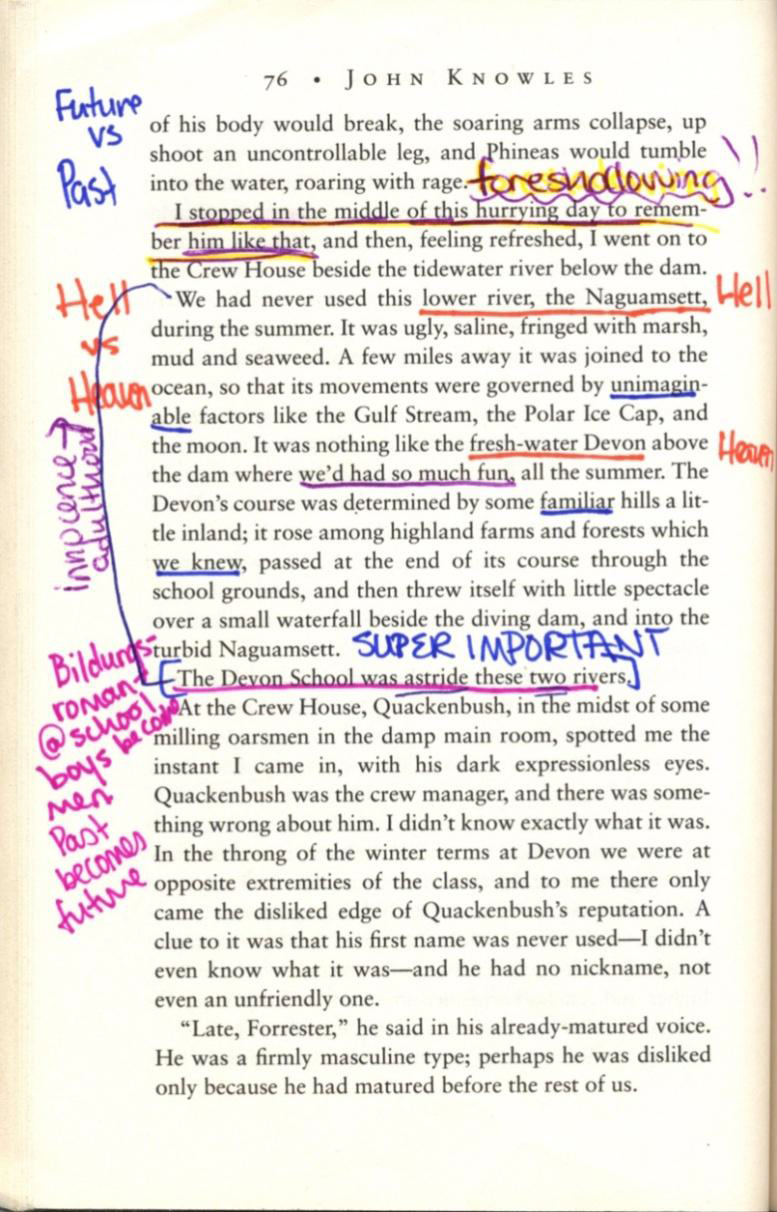 76 • JOHN KNOWLES
Future
vs
Past
of his body would break, the soaring arms collapse, up
shoot an uncontrollable leg, and Phineas would tumble
into the water, roaring with rage. foreshadowing!!
I stopped in the middle of this hurrying day to remem-
ber him like that, and then, feeling refreshed, I went on to
the Crew House beside the tidewater river below the dam.
Hell
vs
Heaven
We had never used this lower river, the Naguamsett, Hell
during the summer. It was ugly, saline, fringed with marsh,
mud and seaweed. A few miles away it was joined to the
ocean, so that its movements were governed by unimagin-
able factors like the Gulf Stream, the Polar Ice Cap, and
the moon. It was nothing like the fresh-water Devon above Heaven
the dam where we'd had so much fun, all the summer. The
innocence →
adulthood
Devon's course was determined by some familiar hills a lit-
tle inland; it rose among highland farms and forests which
we knew, passed at the end of its course through the
school grounds, and then threw itself with little spectacle
over a small waterfall beside the diving dam, and into the
turbid Naguamsett. SUPER IMPORTANT
[The Devon School was astride these two rivers.]
Bildungs-
roman
@ school
boys become
men
Past
becomes
future
At the Crew House, Quackenbush, in the midst of some
milling oarsmen in the damp main room, spotted me the
instant I came in, with his dark expressionless eyes.
Quackenbush was the crew manager, and there was some-
thing wrong about him. I didn't know exactly what it was.
In the throng of the winter terms at Devon we were at
opposite extremities of the class, and to me there only
came the disliked edge of Quackenbush's reputation. A
clue to it was that his first name was never used—I didn't
even know what it was—and he had no nickname, not
even an unfriendly one.
"Late, Forrester," he said in his already-matured voice.
He was a firmly masculine type; perhaps he was disliked
only because he had matured before the rest of us.